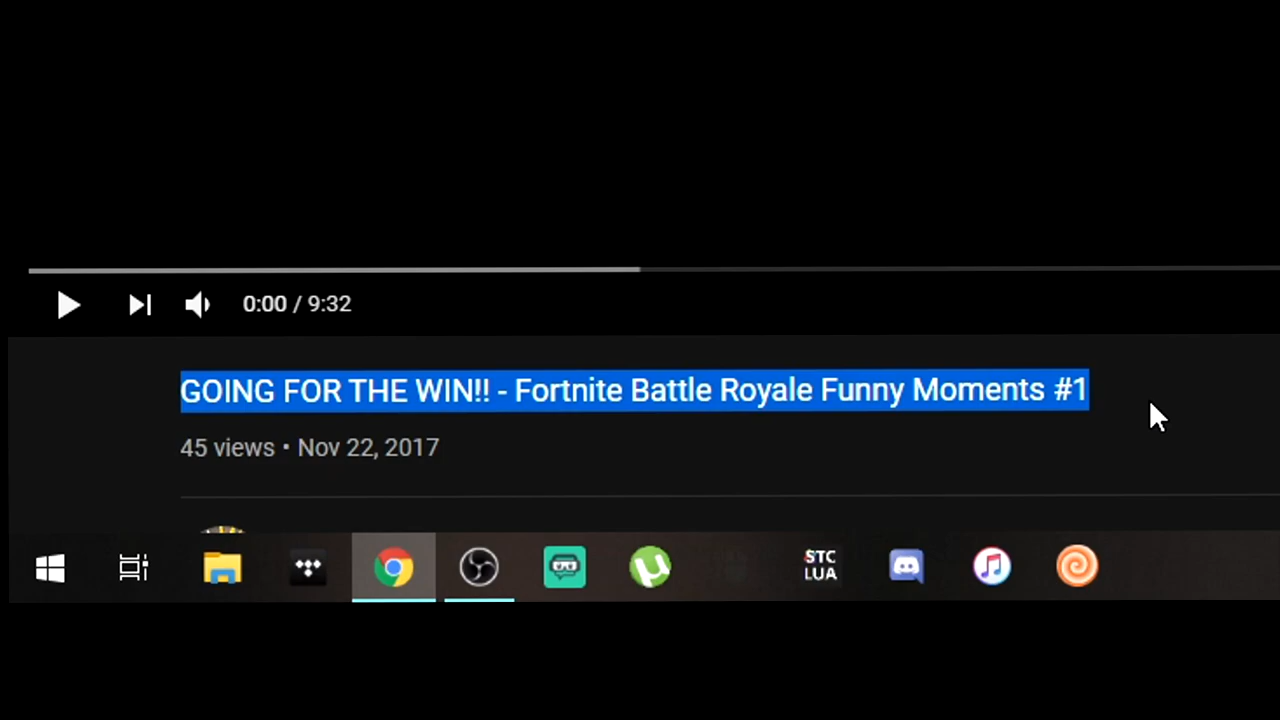 0:00 / 9:32
GOING FOR THE WIN!! - Fortnite Battle Royale Funny Moments #1
45 views • Nov 22, 2017
STC
LUA